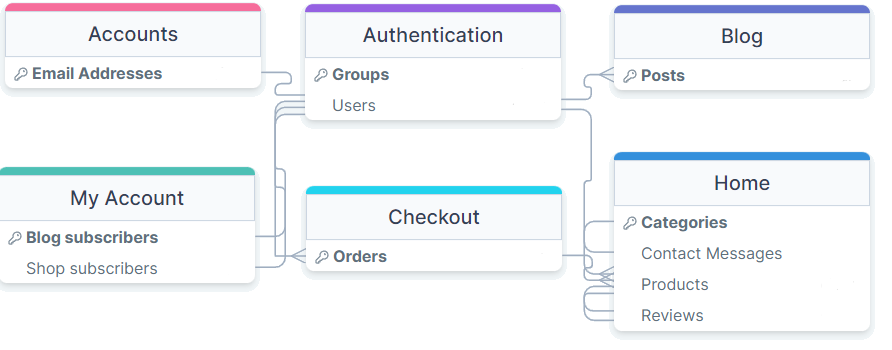 Accounts
Email Addresses
Authentication
Groups
Users
Blog
Posts
My Account
Blog subscribers
Shop subscribers
Checkout
Orders
Home
Categories
Contact Messages
Products
Reviews